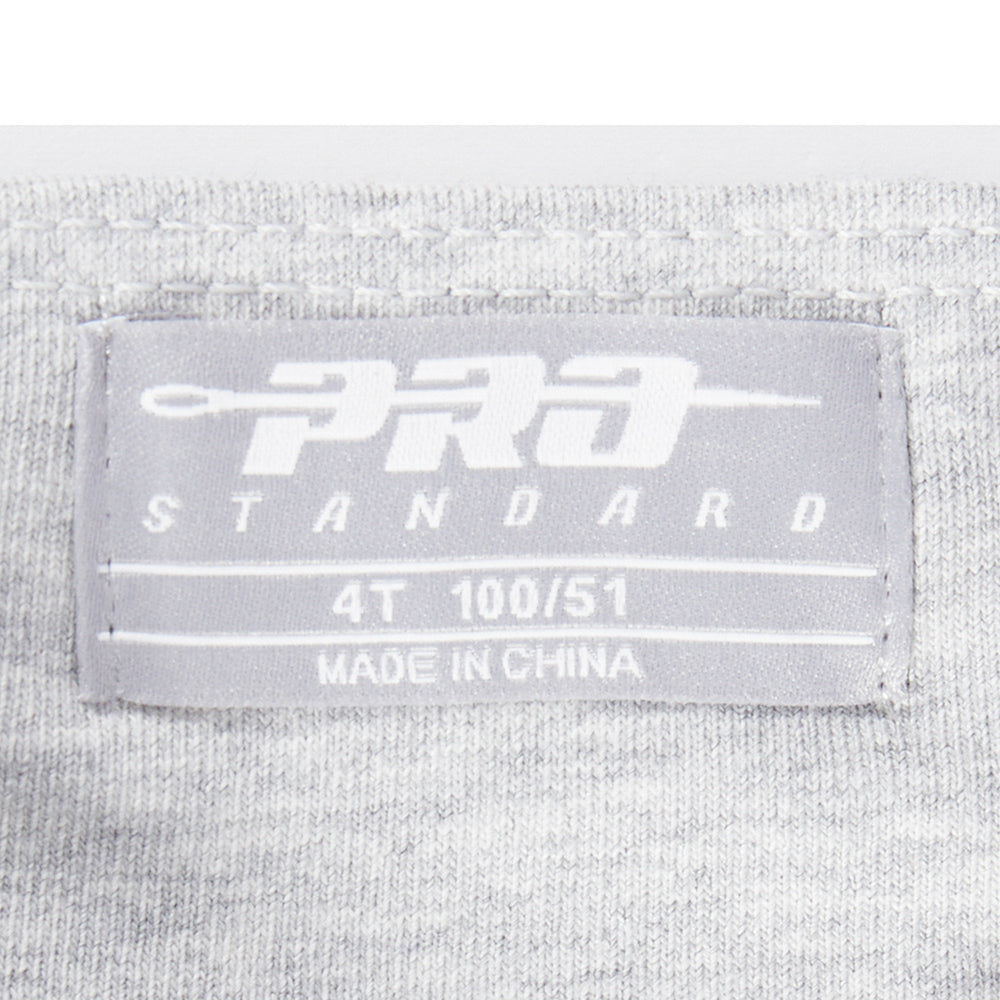 PRO
STANDARD
4T 100/51
MADE IN CHINA